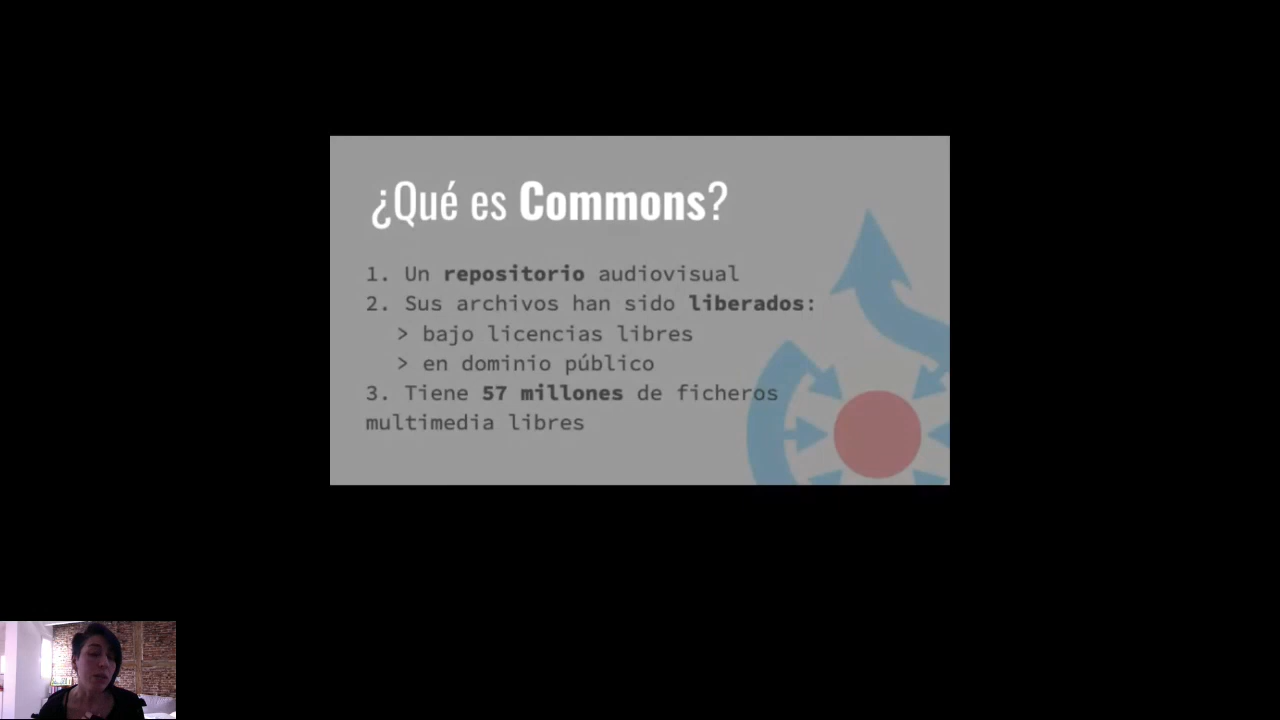 ¿Qué es Commons?
1. Un repositorio audiovisual
2. Sus archivos han sido liberados:
> bajo licencias libres
> en dominio público
3. Tiene 57 millones de ficheros
multimedia libres